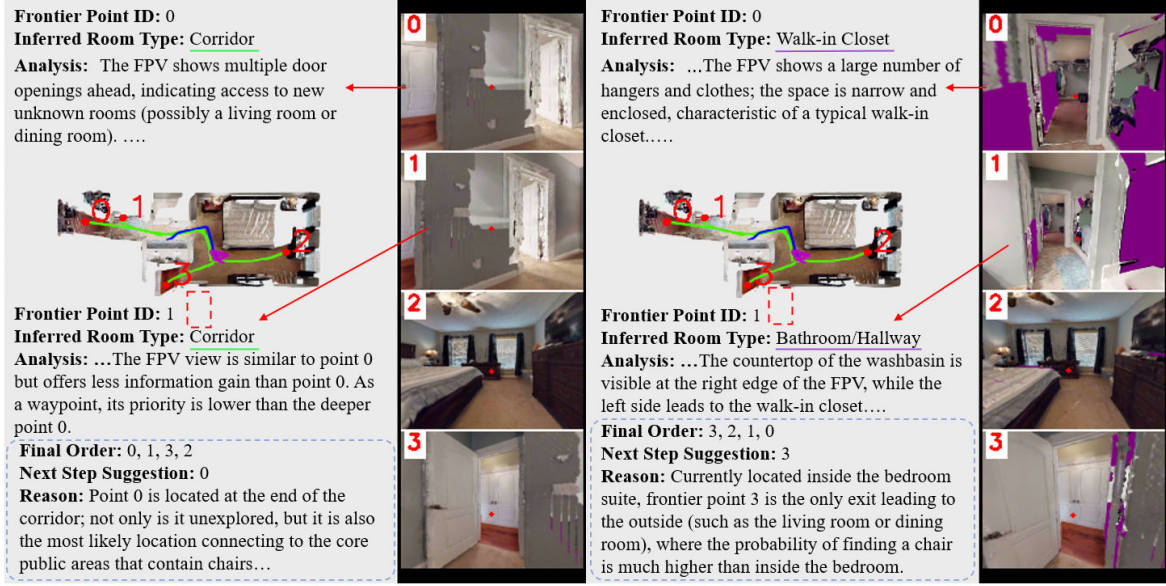 Frontier Point ID: 0
Inferred Room Type: Corridor
Analysis: The FPV shows multiple door
openings ahead, indicating access to new
unknown rooms (possibly a living room or
dining room). ....
0
1
2
3
Frontier Point ID: 1
Inferred Room Type: Corridor
Analysis: ...The FPV view is similar to point 0
but offers less information gain than point 0. As
a waypoint, its priority is lower than the deeper
point 0.
Final Order: 0, 1, 3, 2
Next Step Suggestion: 0
Reason: Point 0 is located at the end of the
corridor; not only is it unexplored, but it is also
the most likely location connecting to the core
public areas that contain chairs...
0
1
2
3
Frontier Point ID: 0
Inferred Room Type: Walk-in Closet
Analysis: ...The FPV shows a large number of
hangers and clothes; the space is narrow and
enclosed, characteristic of a typical walk-in
closet.....
0
1
2
3
Frontier Point ID: 1
Inferred Room Type: Bathroom/Hallway
Analysis: ...The countertop of the washbasin is
visible at the right edge of the FPV, while the
left side leads to the walk-in closet....
Final Order: 3, 2, 1, 0
Next Step Suggestion: 3
Reason: Currently located inside the bedroom
suite, frontier point 3 is the only exit leading to
the outside (such as the living room or dining
room), where the probability of finding a chair
is much higher than inside the bedroom.
0
1
2
3